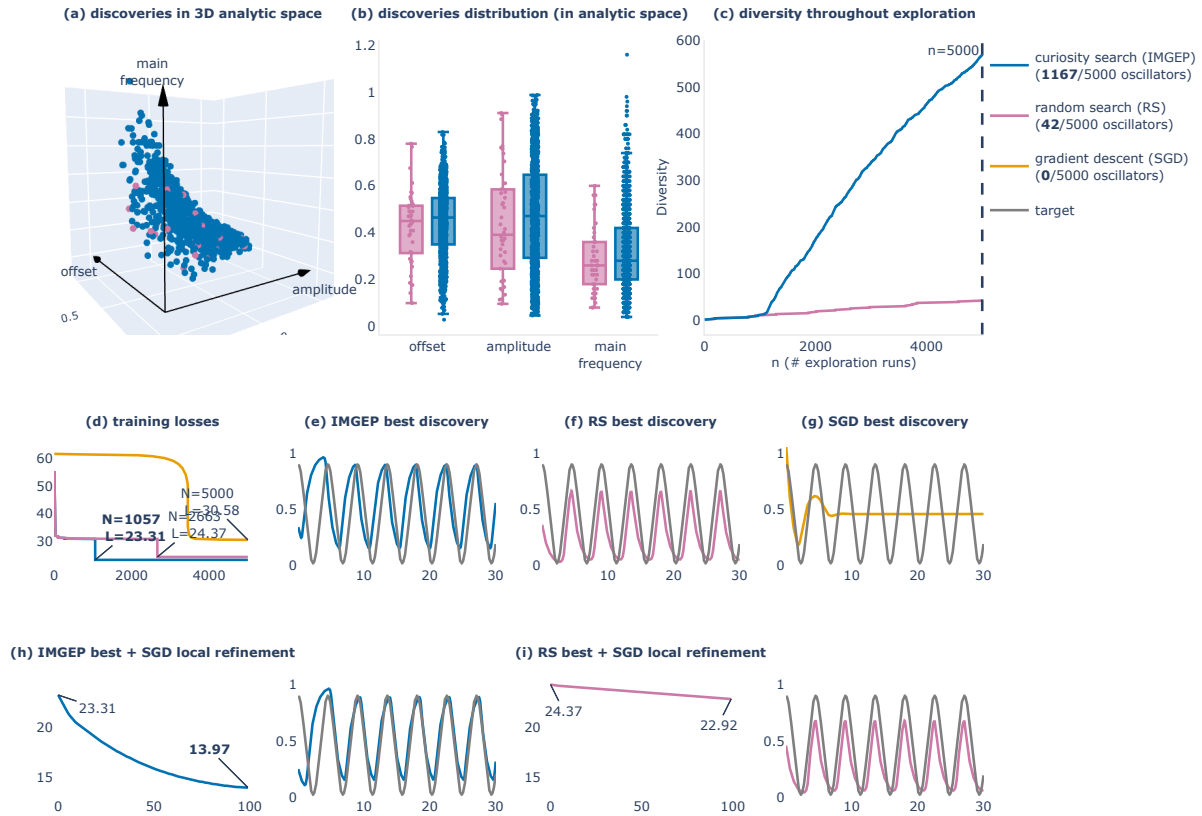 (a) discoveries in 3D analytic space
main
frequency
offset
amplitude
0.5
0
(b) discoveries distribution (in analytic space)
1.2
1
0.8
0.6
0.4
0.2
0
offset
amplitude
main
frequency
(c) diversity throughout exploration
600
500
400
300
200
100
0
Diversity
n=5000
0
2000
4000
n (# exploration runs)
curiosity search (IMGEP)
(1167/5000 oscillators)
random search (RS)
(42/5000 oscillators)
gradient descent (SGD)
(0/5000 oscillators)
target
(d) training losses
60
50
40
30
N=5000
L=30.58
N=2663
L=24.37
N=1057
L=23.31
0
2000
4000
(e) IMGEP best discovery
1
0.5
0
10
20
30
(f) RS best discovery
1
0.5
0
10
20
30
(g) SGD best discovery
1
0.5
0
10
20
30
(h) IMGEP best + SGD local refinement
23.31
20
13.97
15
0
50
100
1
0.5
0
10
20
30
(i) RS best + SGD local refinement
24.37
22.92
20
15
0
50
100
1
0.5
0
10
20
30